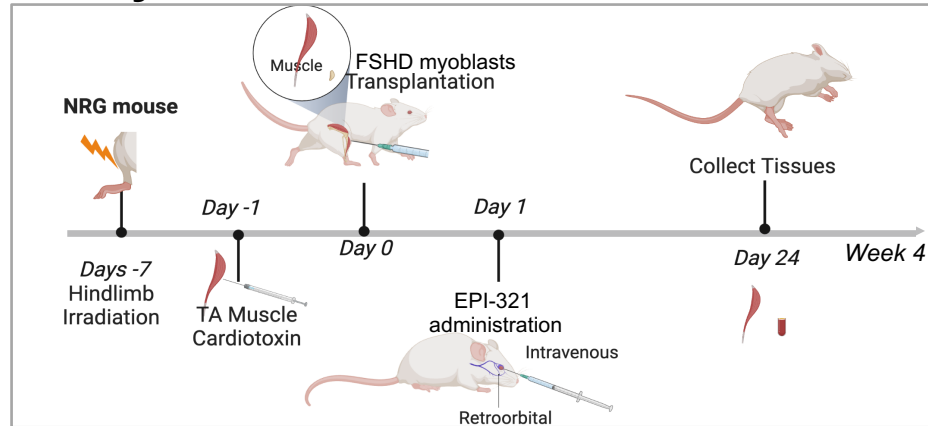 Muscle
FSHD myoblasts
Transplantation
NRG mouse
Collect Tissues
Day -1
Day 1
Day 0
Days -7
Hindlimb
Irradiation
TA Muscle
Cardiotoxin
EPI-321
administration
Intravenous
Retroorbital
Day 24
Week 4